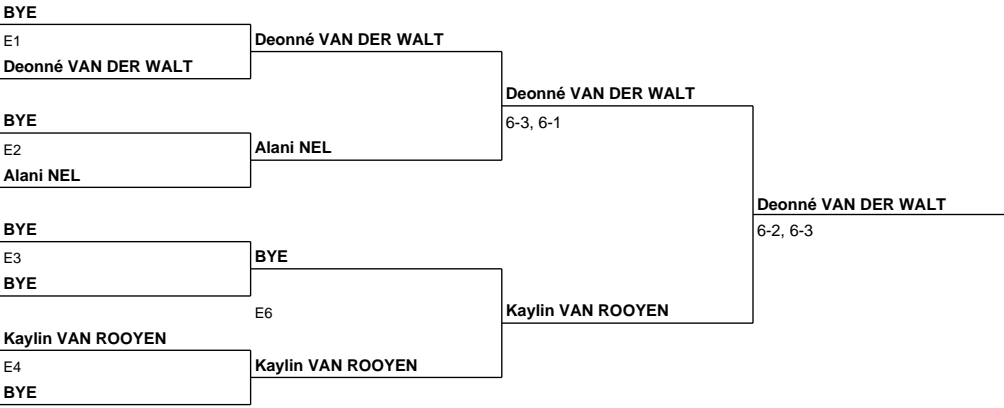 BYE
E1
Deonné VAN DER WALT
Deonné VAN DER WALT
BYE
E2
Alani NEL
Alani NEL
Deonné VAN DER WALT
6-3, 6-1
BYE
E3
BYE
BYE
E6
Kaylin VAN ROOYEN
E4
BYE
Kaylin VAN ROOYEN
Kaylin VAN ROOYEN
Deonné VAN DER WALT
6-2, 6-3